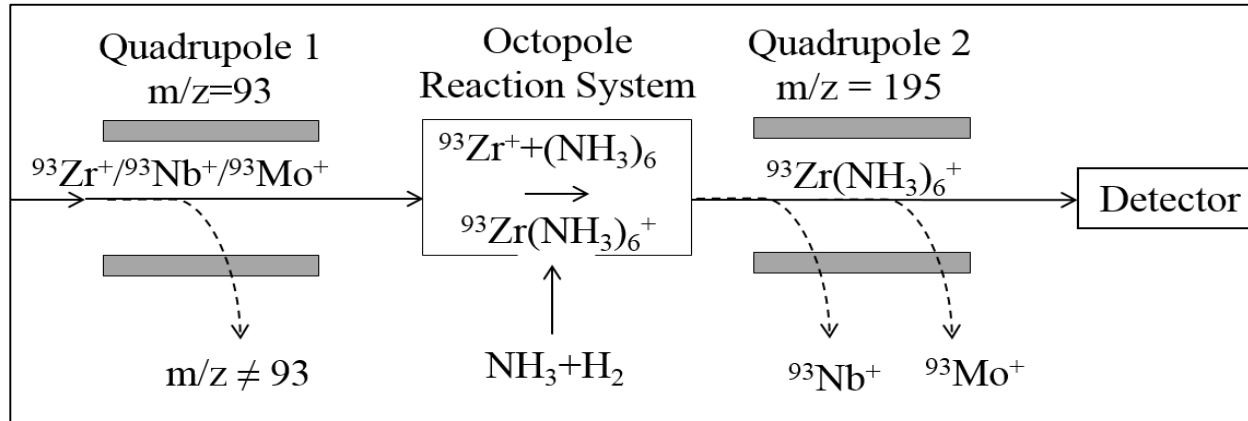 Quadrupole 1
m/z=93
Octopole
Reaction System
Quadrupole 2
m/z = 195
⁹³Zr⁺/⁹³Nb⁺/⁹³Mo⁺
⁹³Zr⁺+(NH₃)₆
⁹³Zr(NH₃)₆⁺
⁹³Zr(NH₃)₆⁺
Detector
m/z ≠ 93
NH₃+H₂
⁹³Nb⁺
⁹³Mo⁺